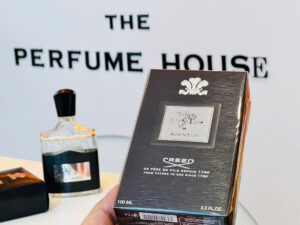 THE
PERFUME HOUSE
AVENTUS
CREED
DE PÈRE EN FILS DEPUIS 1760
FROM FATHER TO SON SINCE 1760
100 ML
3.3 FL.OZ